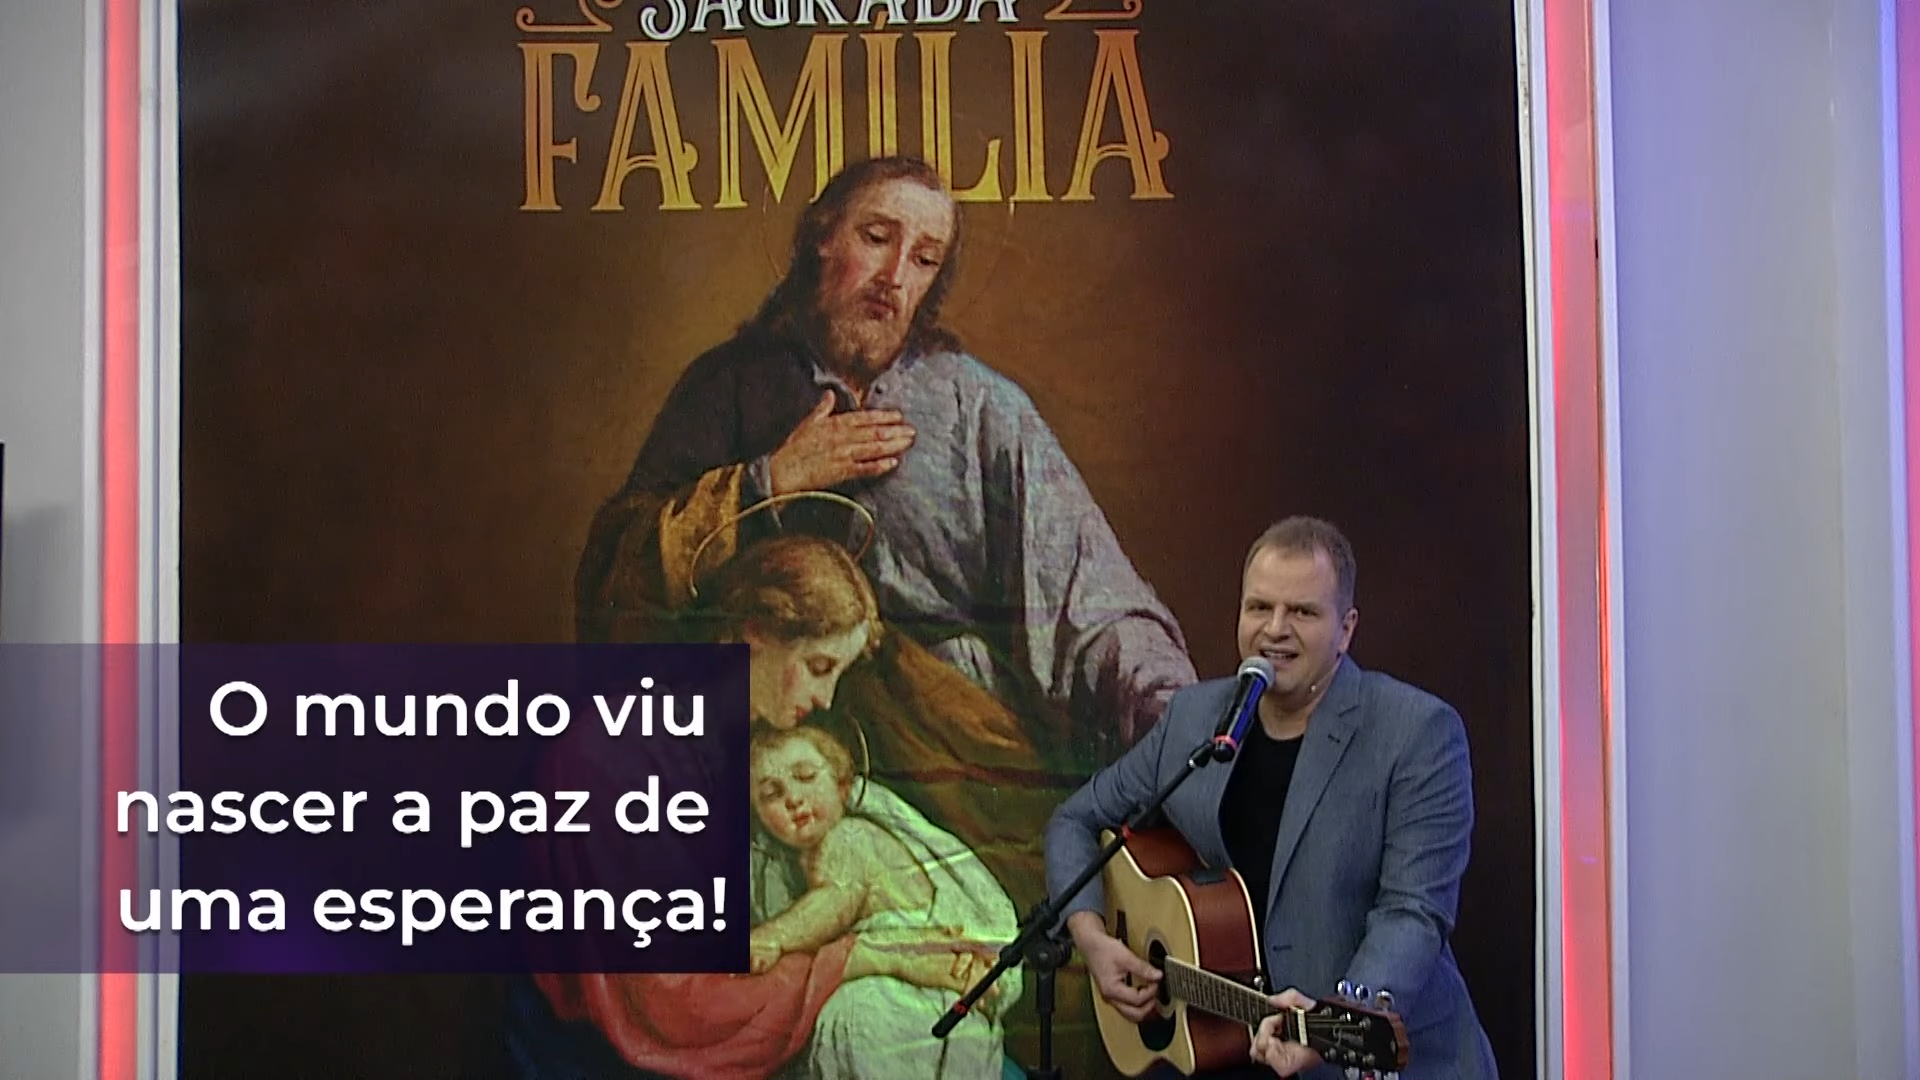 SAGRADA
FAMÍLIA
O mundo viu
nascer a paz de
uma esperança!